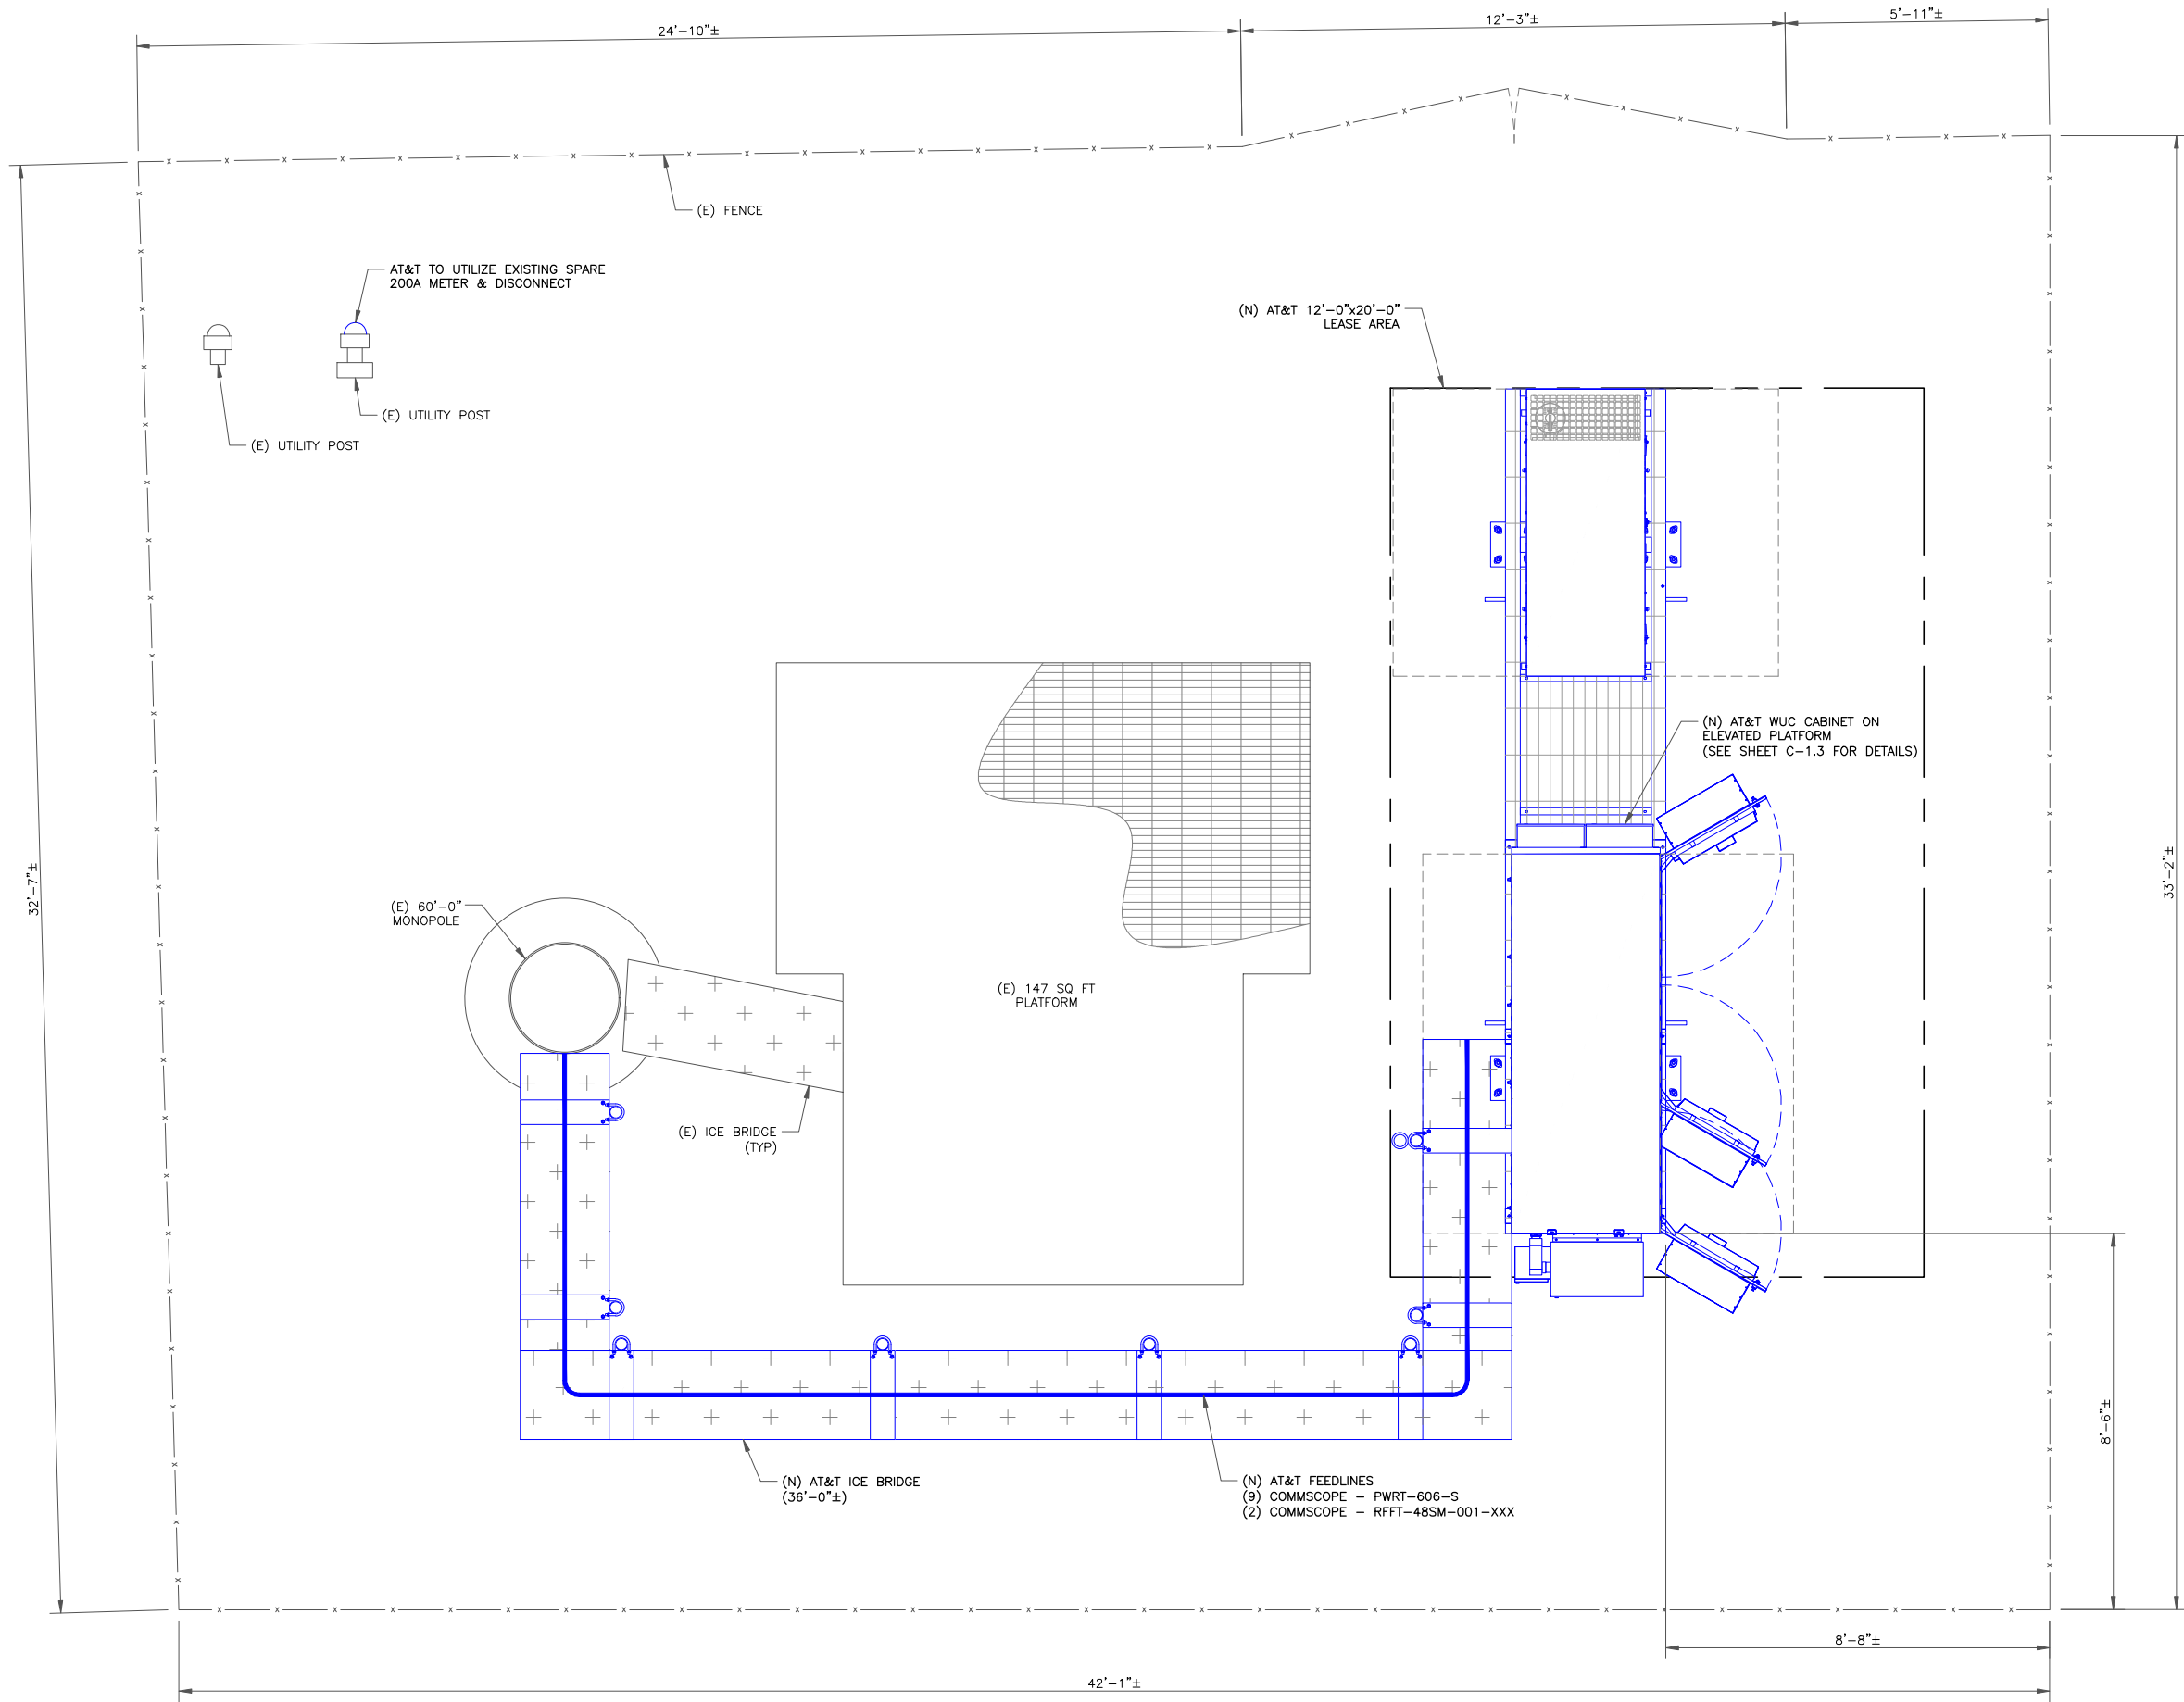 24'-10"±
12'-3"±
5'-11"±
(E) FENCE
AT&T TO UTILIZE EXISTING SPARE
200A METER & DISCONNECT
(E) UTILITY POST
(E) UTILITY POST
(N) AT&T 12'-0"x20'-0"
LEASE AREA
(N) AT&T WUC CABINET ON
ELEVATED PLATFORM
(SEE SHEET C-1.3 FOR DETAILS)
32'-7"±
33'-2"±
(E) 60'-0"
MONOPOLE
(E) 147 SQ FT
PLATFORM
(E) ICE BRIDGE
(TYP)
(N) AT&T ICE BRIDGE
(36'-0"±)
(N) AT&T FEEDLINES
(9) COMMSCOPE - PWRT-606-S
(2) COMMSCOPE - RFFT-48SM-001-XXX
8'-6"±
8'-8"±
42'-1"±